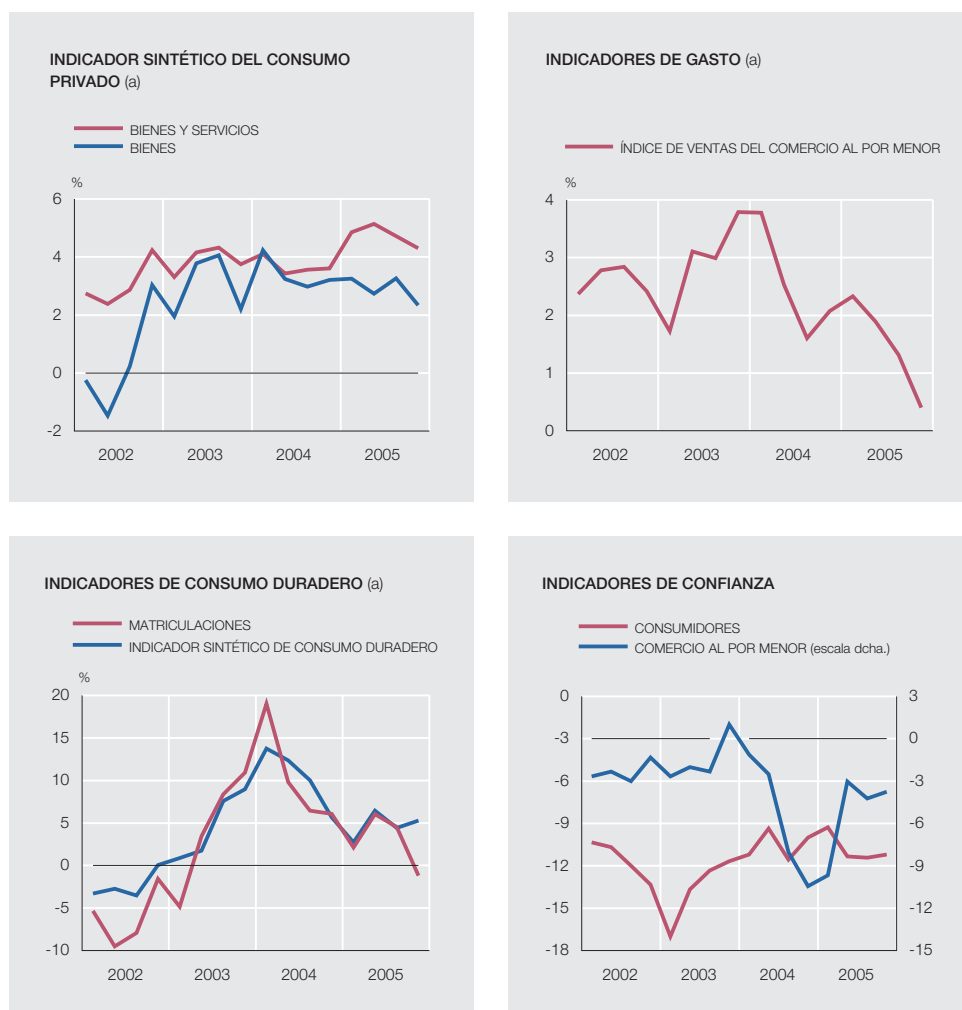 INDICADOR SINTÉTICO DEL CONSUMO
PRIVADO (a)
BIENES Y SERVICIOS
BIENES
%
6
4
2
0
-2
2002 2003 2004 2005
INDICADORES DE GASTO (a)
ÍNDICE DE VENTAS DEL COMERCIO AL POR MENOR
%
4
3
2
1
0
2002 2003 2004 2005
INDICADORES DE CONSUMO DURADERO (a)
MATRICULACIONES
INDICADOR SINTÉTICO DE CONSUMO DURADERO
%
20
15
10
5
0
-5
-10
2002 2003 2004 2005
INDICADORES DE CONFIANZA
CONSUMIDORES
COMERCIO AL POR MENOR (escala dcha.)
0 3
-3 0
-6 -3
-9 -6
-12 -9
-15 -12
-18 -15
2002 2003 2004 2005